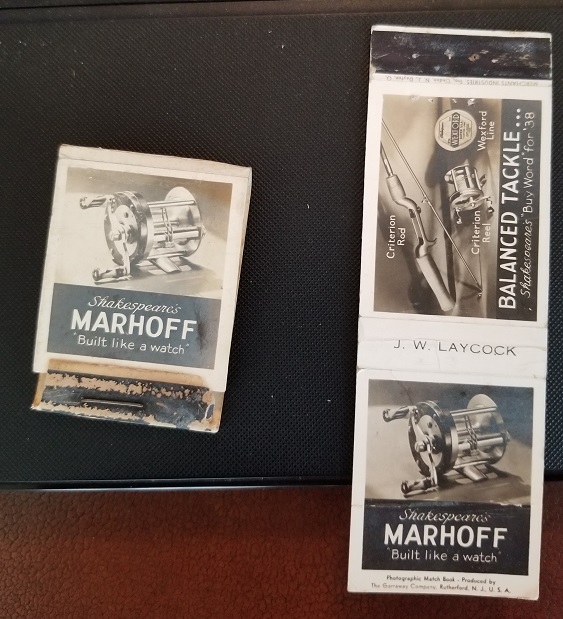 Shakespeare's
MARHOFF
"Built like a watch"
WEXFORD
Wexford
Line
Criterion
Rod
Criterion
Reel
BALANCED TACKLE...
Shakespeare's "Buy Word" for '38
J. W. LAYCOCK
Shakespeare's
MARHOFF
"Built like a watch"
Photographic Match Book - Produced by
The Garraway Company, Rutherford, N. J., U. S. A.